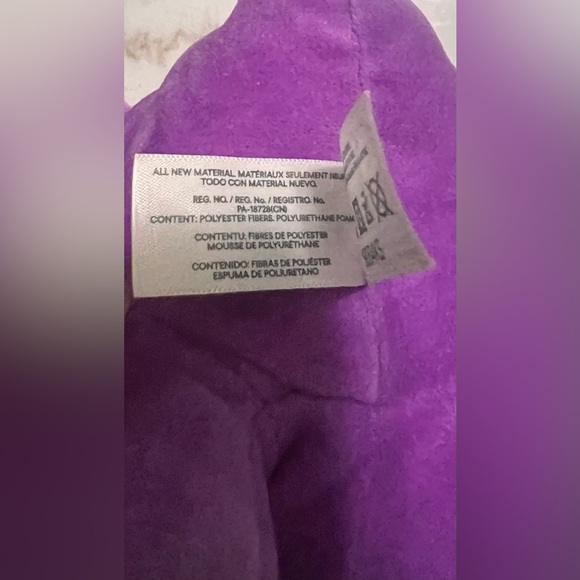 ALL NEW MATERIAL. MATÉRIAUX SEULEMENT
TODO CON MATERIAL NUEVO.
REG. NO. / REG. No. / REGISTRO. No.
PA-18728(CN)
CONTENT: POLYESTER FIBERS. POLYURETHANE FOAM
CONTENTU: FIBRES DE POLYESTER
MOUSSE DE POLYURÉTHANE
CONTENIDO: FIBRAS DE POLIÉSTER
ESPUMA DE POLIURETANO